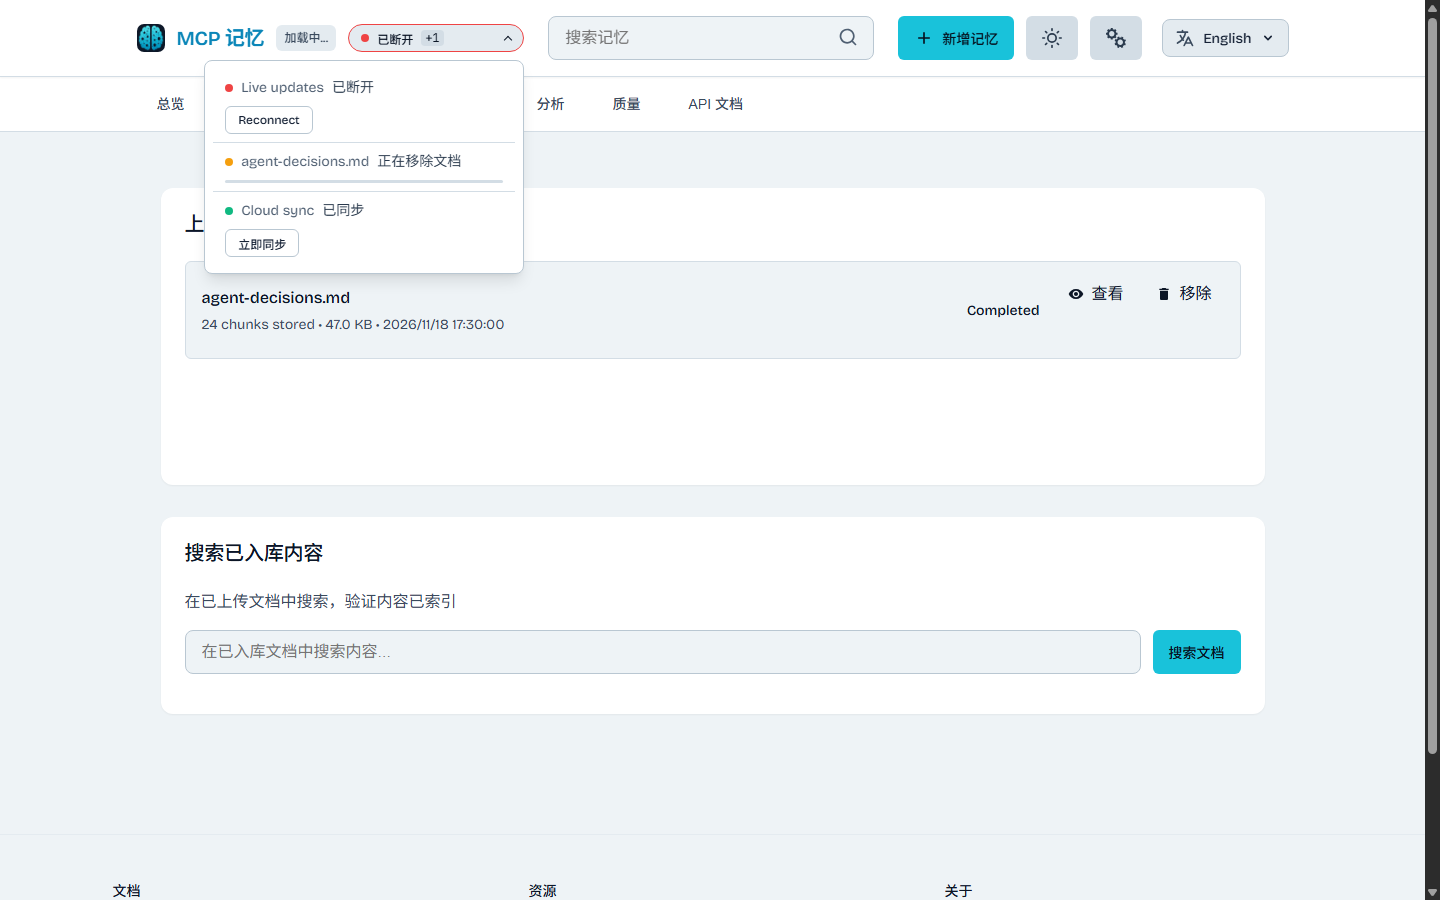 MCP 记忆
加载中...
已断开 +1
搜索记忆
新增记忆
English
Live updates 已断开
Reconnect
agent-decisions.md 正在移除文档
Cloud sync 已同步
立即同步
总览
分析
质量
API 文档
上
agent-decisions.md
24 chunks stored • 47.0 KB • 2026/11/18 17:30:00
Completed
查看
移除
搜索已入库内容
在已上传文档中搜索，验证内容已索引
在已入库文档中搜索内容...
搜索文档
文档
资源
关于